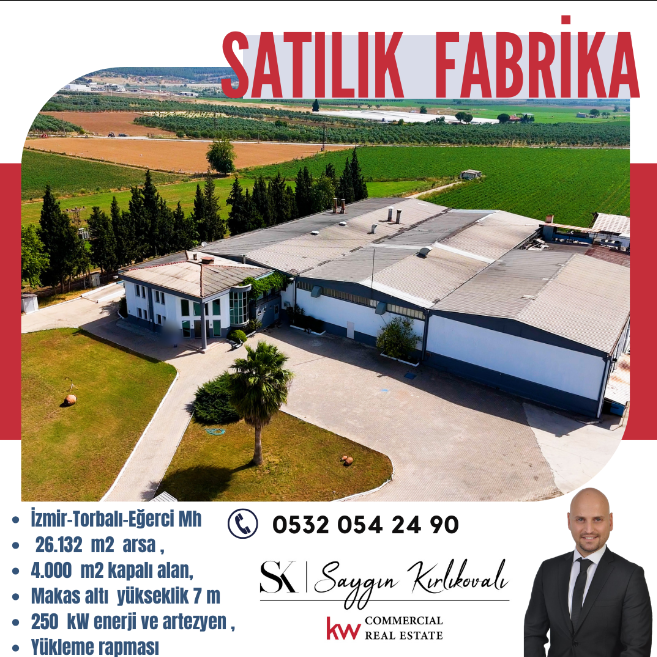 SATILIK FABRİKA
İzmir-Torbalı-Eğerci Mh
26.132 m2 arsa ,
4.000 m2 kapalı alan,
Makas altı yükseklik 7 m
250 kW enerji ve artezyen ,
Yükleme rapması
0532 054 24 90
SK | Saygın Kırlıkovalı
kw COMMERCIAL
REAL ESTATE